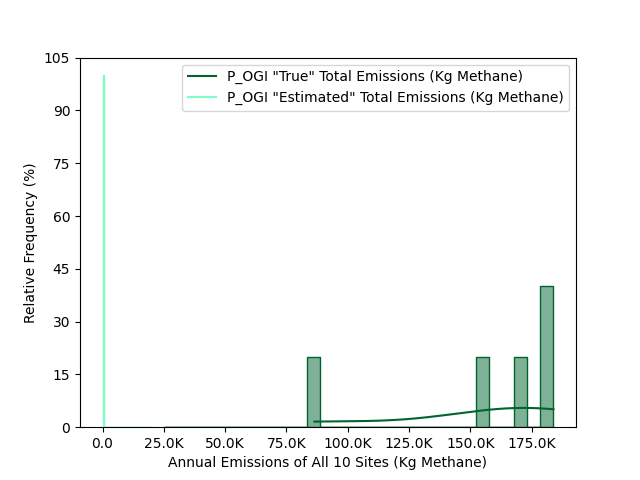 105
90
75
60
45
30
15
0
Relative Frequency (%)
P_OGI "True" Total Emissions (Kg Methane)
P_OGI "Estimated" Total Emissions (Kg Methane)
0.0 25.0K 50.0K 75.0K 100.0K 125.0K 150.0K 175.0K
Annual Emissions of All 10 Sites (Kg Methane)